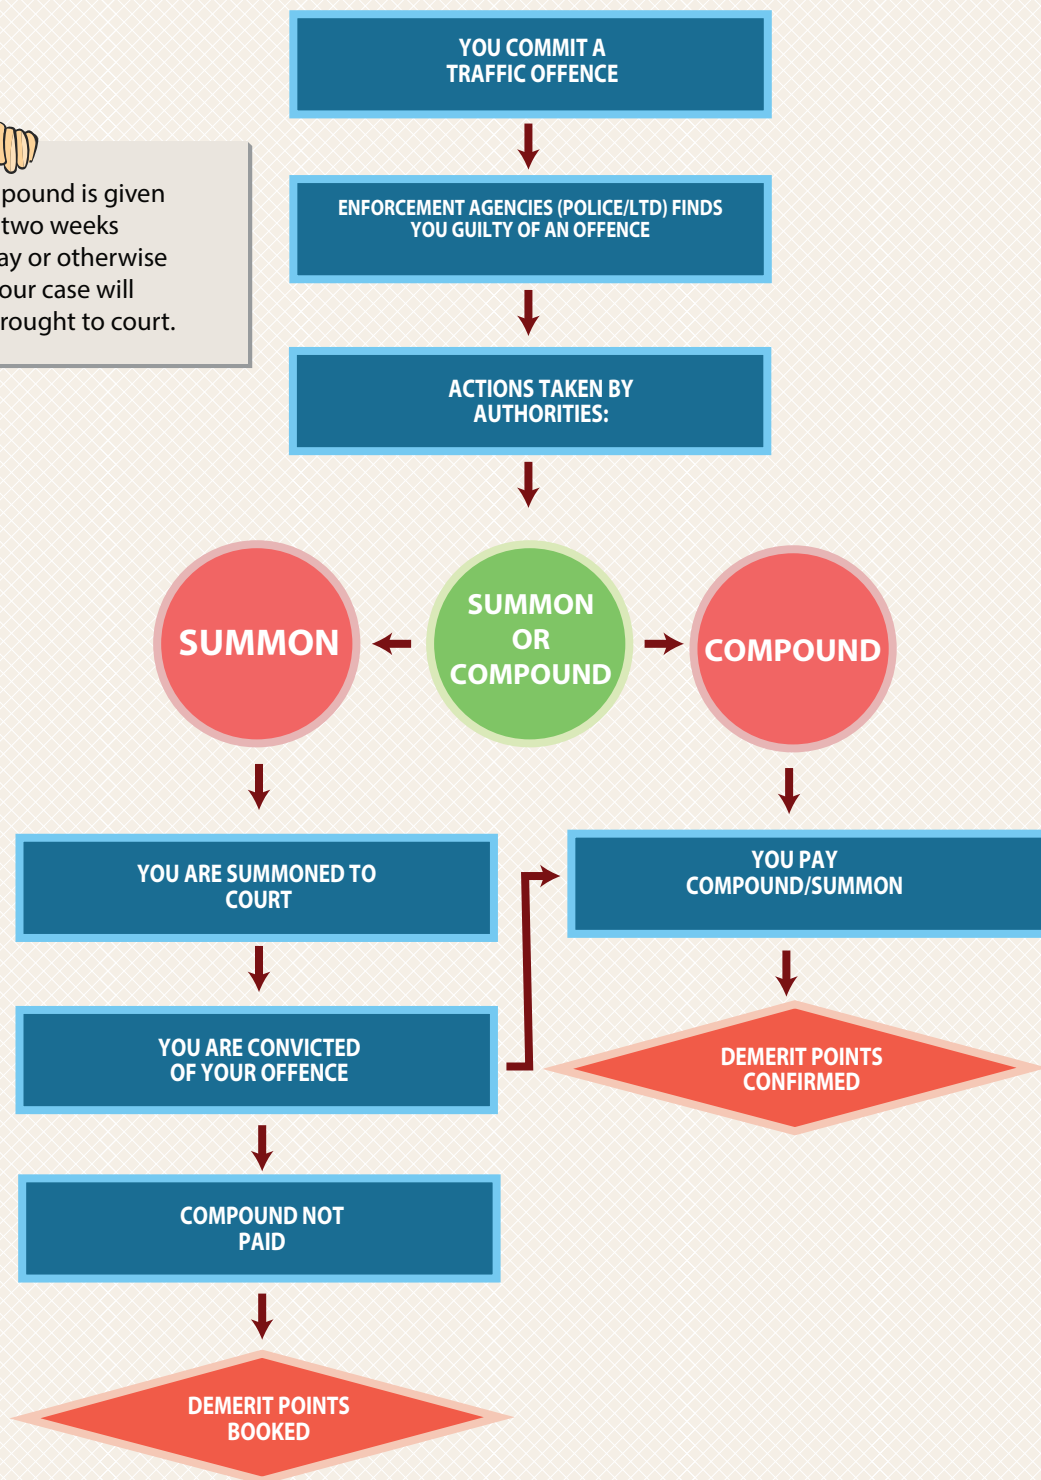 YOU COMMIT A
TRAFFIC OFFENCE
pound is given
two weeks
ay or otherwise
our case will
rought to court.
ENFORCEMENT AGENCIES (POLICE/LTD) FINDS
YOU GUILTY OF AN OFFENCE
ACTIONS TAKEN BY
AUTHORITIES:
SUMMON
SUMMON
OR
COMPOUND
COMPOUND
YOU ARE SUMMONED TO
COURT
YOU PAY
COMPOUND/SUMMON
YOU ARE CONVICTED
OF YOUR OFFENCE
DEMERIT POINTS
CONFIRMED
COMPOUND NOT
PAID
DEMERIT POINTS
BOOKED